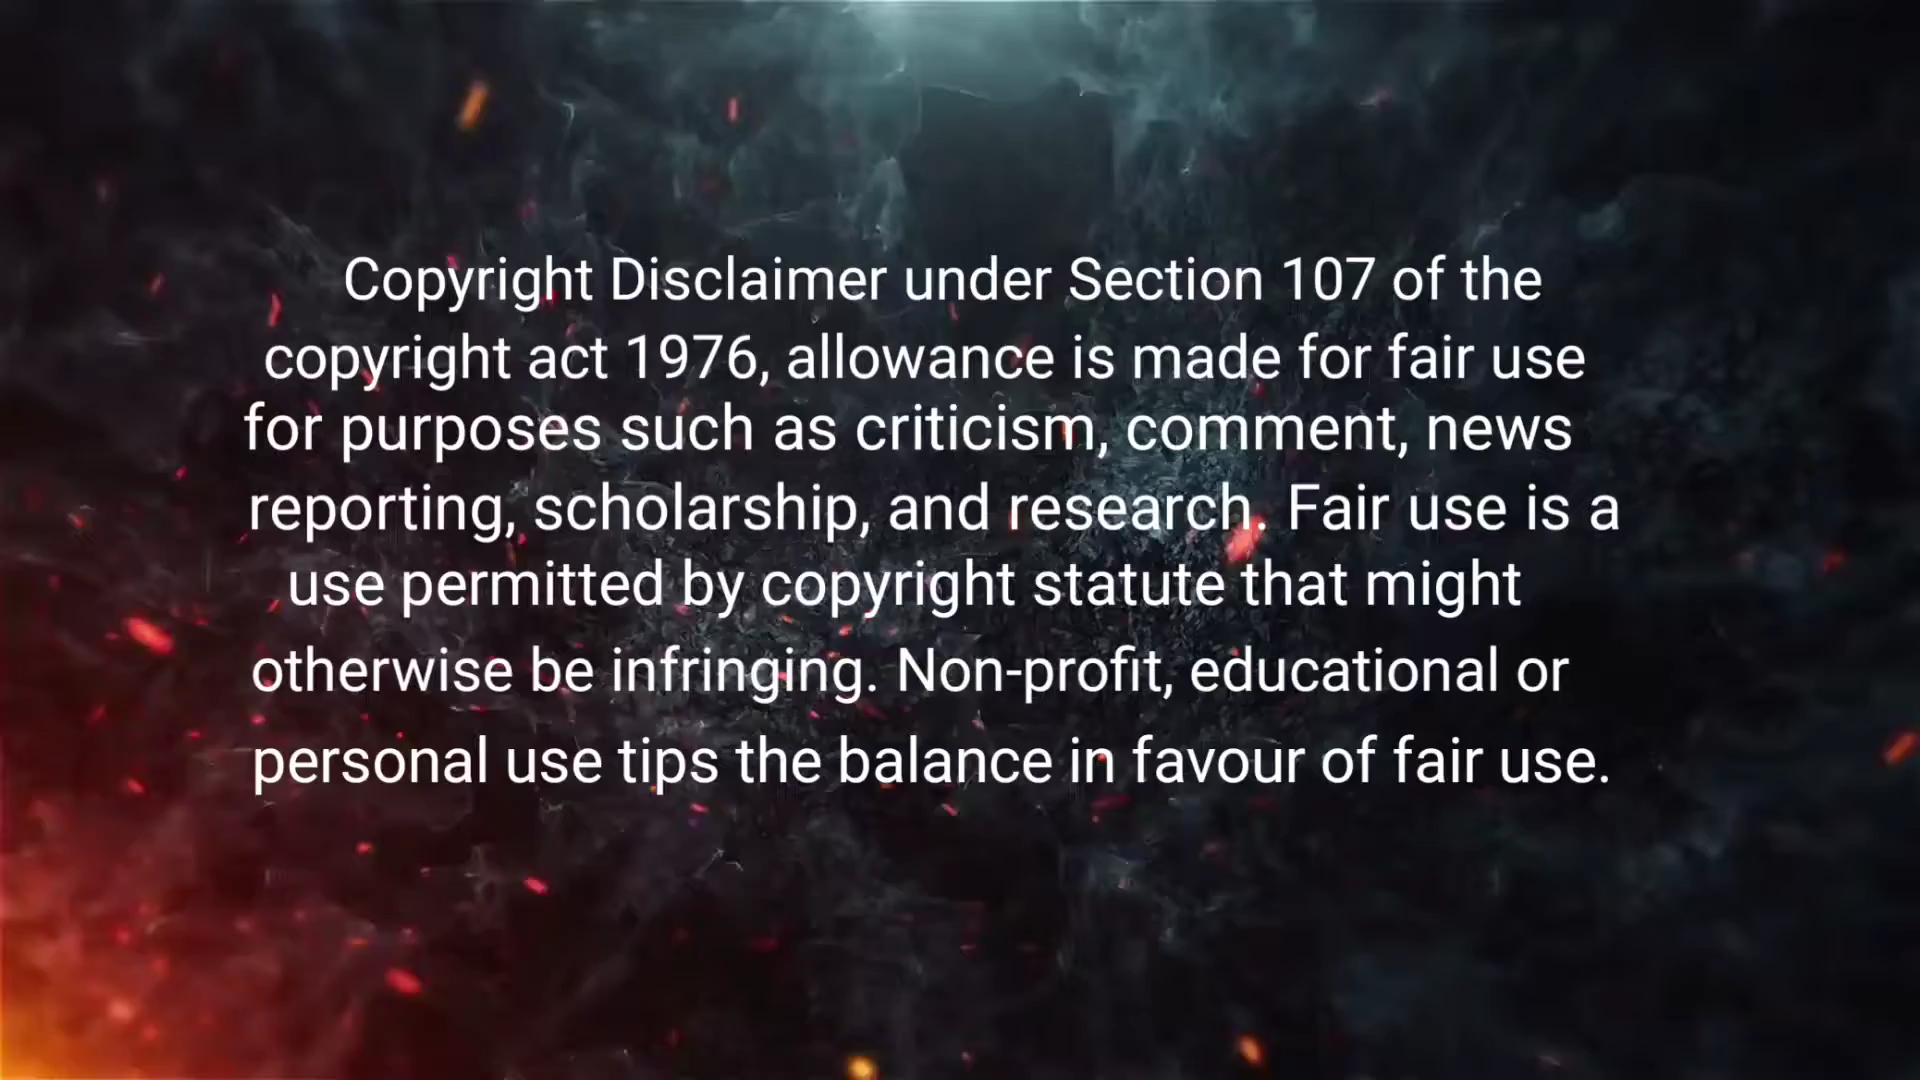 Copyright Disclaimer under Section 107 of the
copyright act 1976, allowance is made for fair use
for purposes such as criticism, comment, news
reporting, scholarship, and research. Fair use is a
use permitted by copyright statute that might
otherwise be infringing. Non-profit, educational or
personal use tips the balance in favour of fair use.